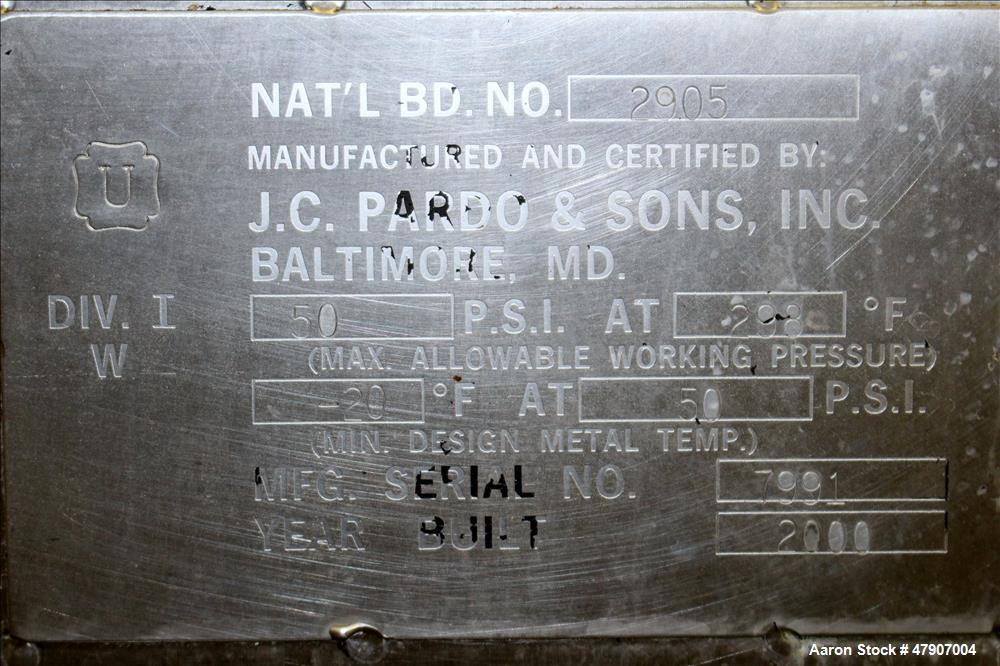 NAT'L BD. NO. 2905
U
MANUFACTURED AND CERTIFIED BY:
J.C. PARDO & SONS, INC.
BALTIMORE, MD.
DIV. I 50 P.S.I. AT 298 °F
W (MAX. ALLOWABLE WORKING PRESSURE)
-20 °F AT 50 P.S.I.
(MIN. DESIGN METAL TEMP.)
MFG. SERIAL NO. 7991
YEAR BUILT 2000
Aaron Stock # 47907004